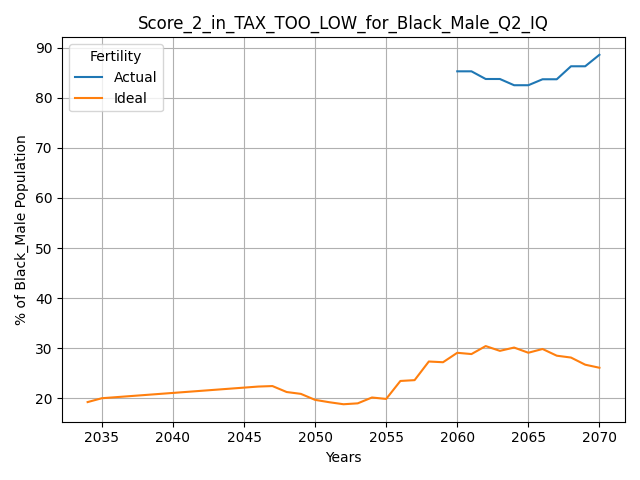 Score_2_in_TAX_TOO_LOW_for_Black_Male_Q2_IQ
Fertility
Actual
Ideal
% of Black_Male Population
90
80
70
60
50
40
30
20
2035 2040 2045 2050 2055 2060 2065 2070
Years